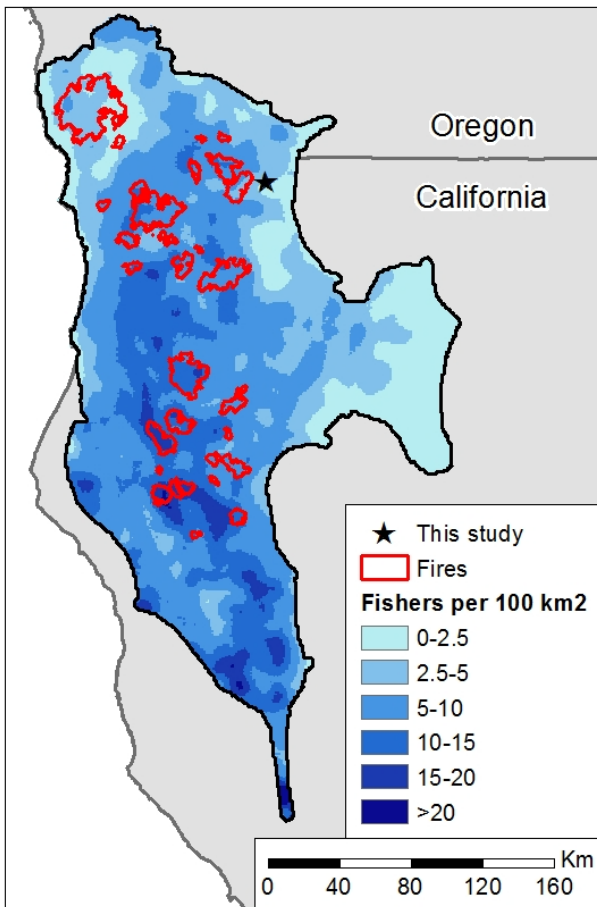 Oregon
California
This study
Fires
Fishers per 100 km2
0-2.5
2.5-5
5-10
10-15
15-20
>20
Km
0 40 80 120 160